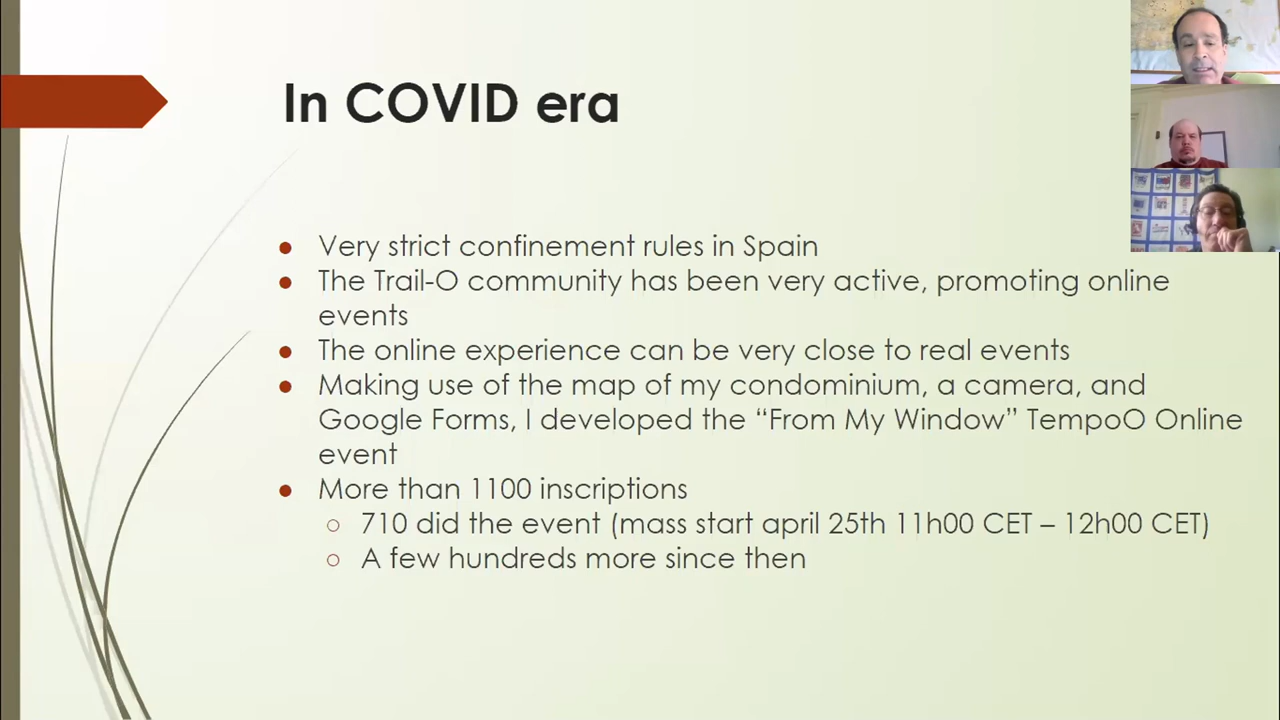 In COVID era
● Very strict confinement rules in Spain
● The Trail-O community has been very active, promoting online
events
● The online experience can be very close to real events
● Making use of the map of my condominium, a camera, and
Google Forms, I developed the “From My Window” TempoO Online
event
● More than 1100 inscriptions
○ 710 did the event (mass start april 25th 11h00 CET – 12h00 CET)
○ A few hundreds more since then